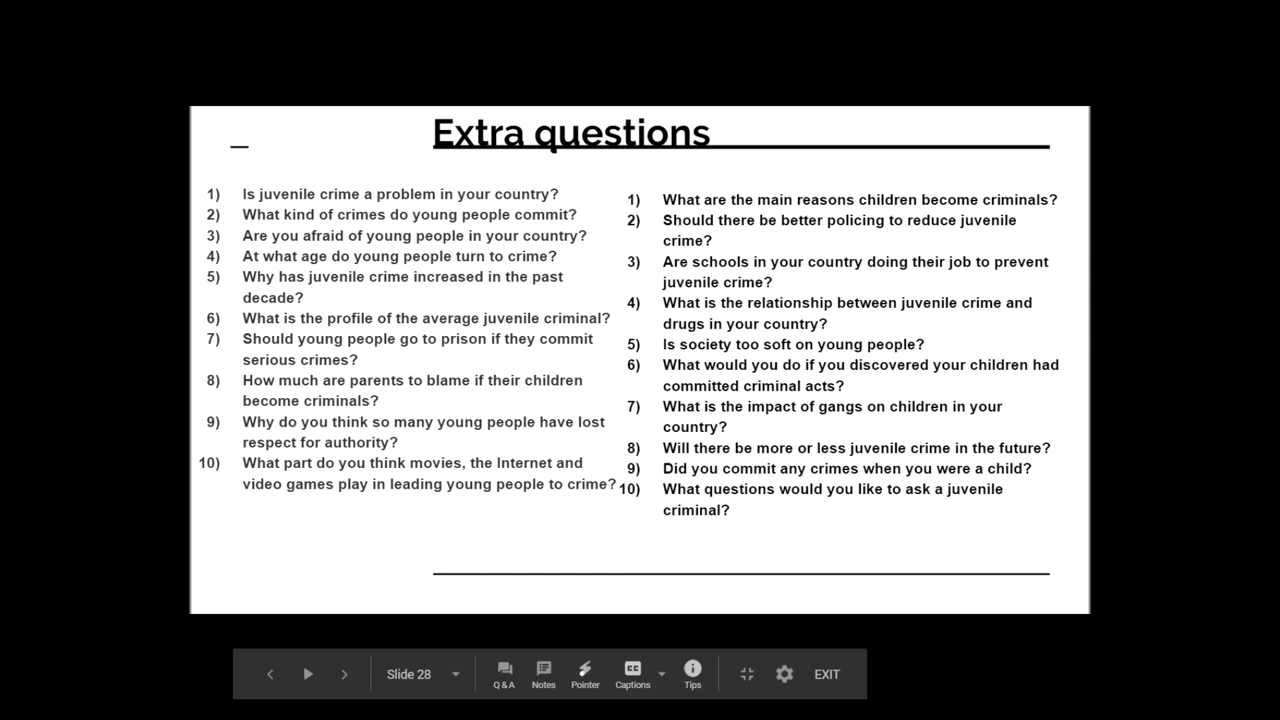 Extra questions
1) Is juvenile crime a problem in your country?
2) What kind of crimes do young people commit?
3) Are you afraid of young people in your country?
4) At what age do young people turn to crime?
5) Why has juvenile crime increased in the past
decade?
6) What is the profile of the average juvenile criminal?
7) Should young people go to prison if they commit
serious crimes?
8) How much are parents to blame if their children
become criminals?
9) Why do you think so many young people have lost
respect for authority?
10) What part do you think movies, the Internet and
video games play in leading young people to crime?
1) What are the main reasons children become criminals?
2) Should there be better policing to reduce juvenile
crime?
3) Are schools in your country doing their job to prevent
juvenile crime?
4) What is the relationship between juvenile crime and
drugs in your country?
5) Is society too soft on young people?
6) What would you do if you discovered your children had
committed criminal acts?
7) What is the impact of gangs on children in your
country?
8) Will there be more or less juvenile crime in the future?
9) Did you commit any crimes when you were a child?
10) What questions would you like to ask a juvenile
criminal?
Slide 28
Q & A
Notes
Pointer
CC
Captions
Tips
EXIT